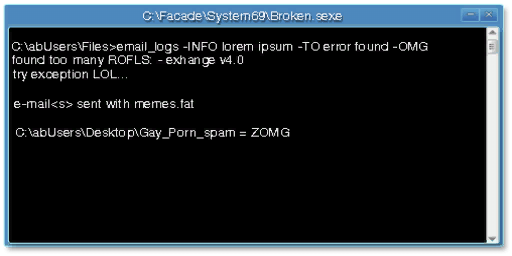 C:\Facade\System69\Broken.sexe
C:\abUsers\Files>email_logs -INFO lorem ipsum -TO error found -OMG
found too many ROFLS: - exhange v4.0
try exception LOL...
e-mail<s> sent with memes.fat
C:\abUsers\Desktop\Gay_Porn_spam = ZOMG